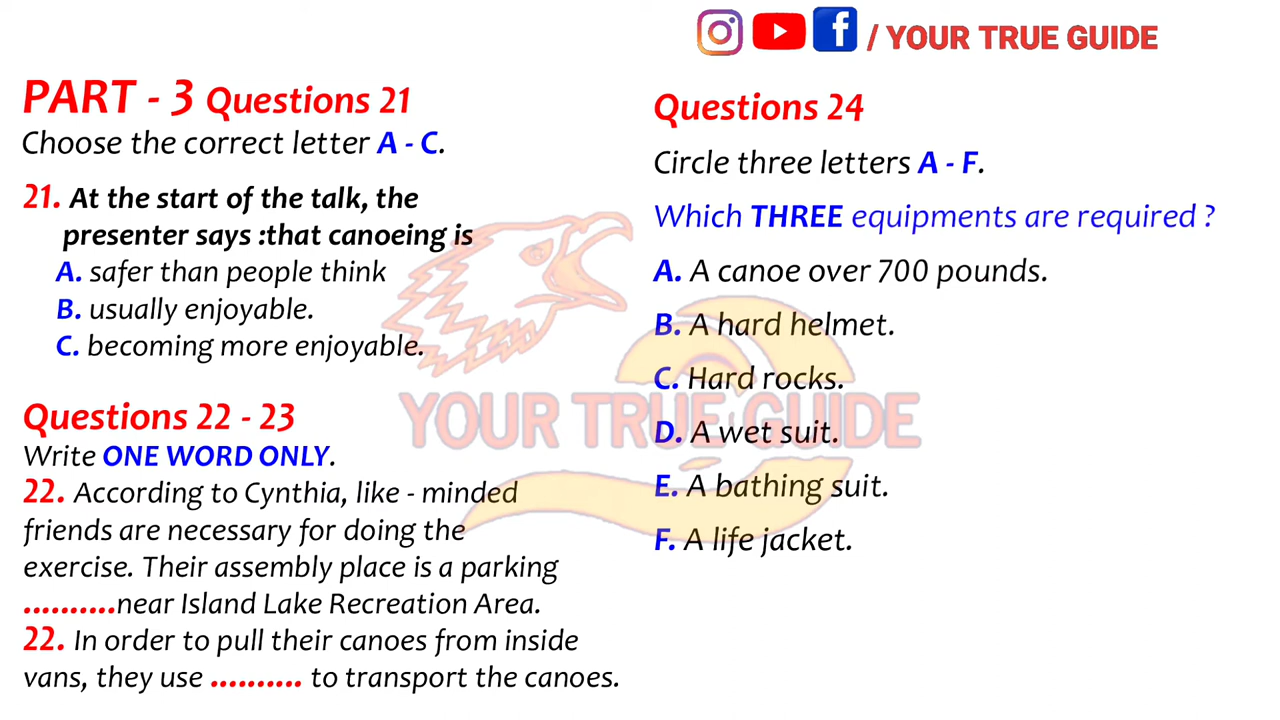 / YOUR TRUE GUIDE
PART - 3 Questions 21
Choose the correct letter A - C.
21. At the start of the talk, the
presenter says :that canoeing is
A. safer than people think
B. usually enjoyable.
C. becoming more enjoyable.
Questions 22 - 23
Write ONE WORD ONLY.
22. According to Cynthia, like - minded
friends are necessary for doing the
exercise. Their assembly place is a parking
..........near Island Lake Recreation Area.
22. In order to pull their canoes from inside
vans, they use .......... to transport the canoes.
Questions 24
Circle three letters A - F.
Which THREE equipments are required ?
A. A canoe over 700 pounds.
B. A hard helmet.
C. Hard rocks.
D. A wet suit.
E. A bathing suit.
F. A life jacket.
YOUR TRUE GUIDE